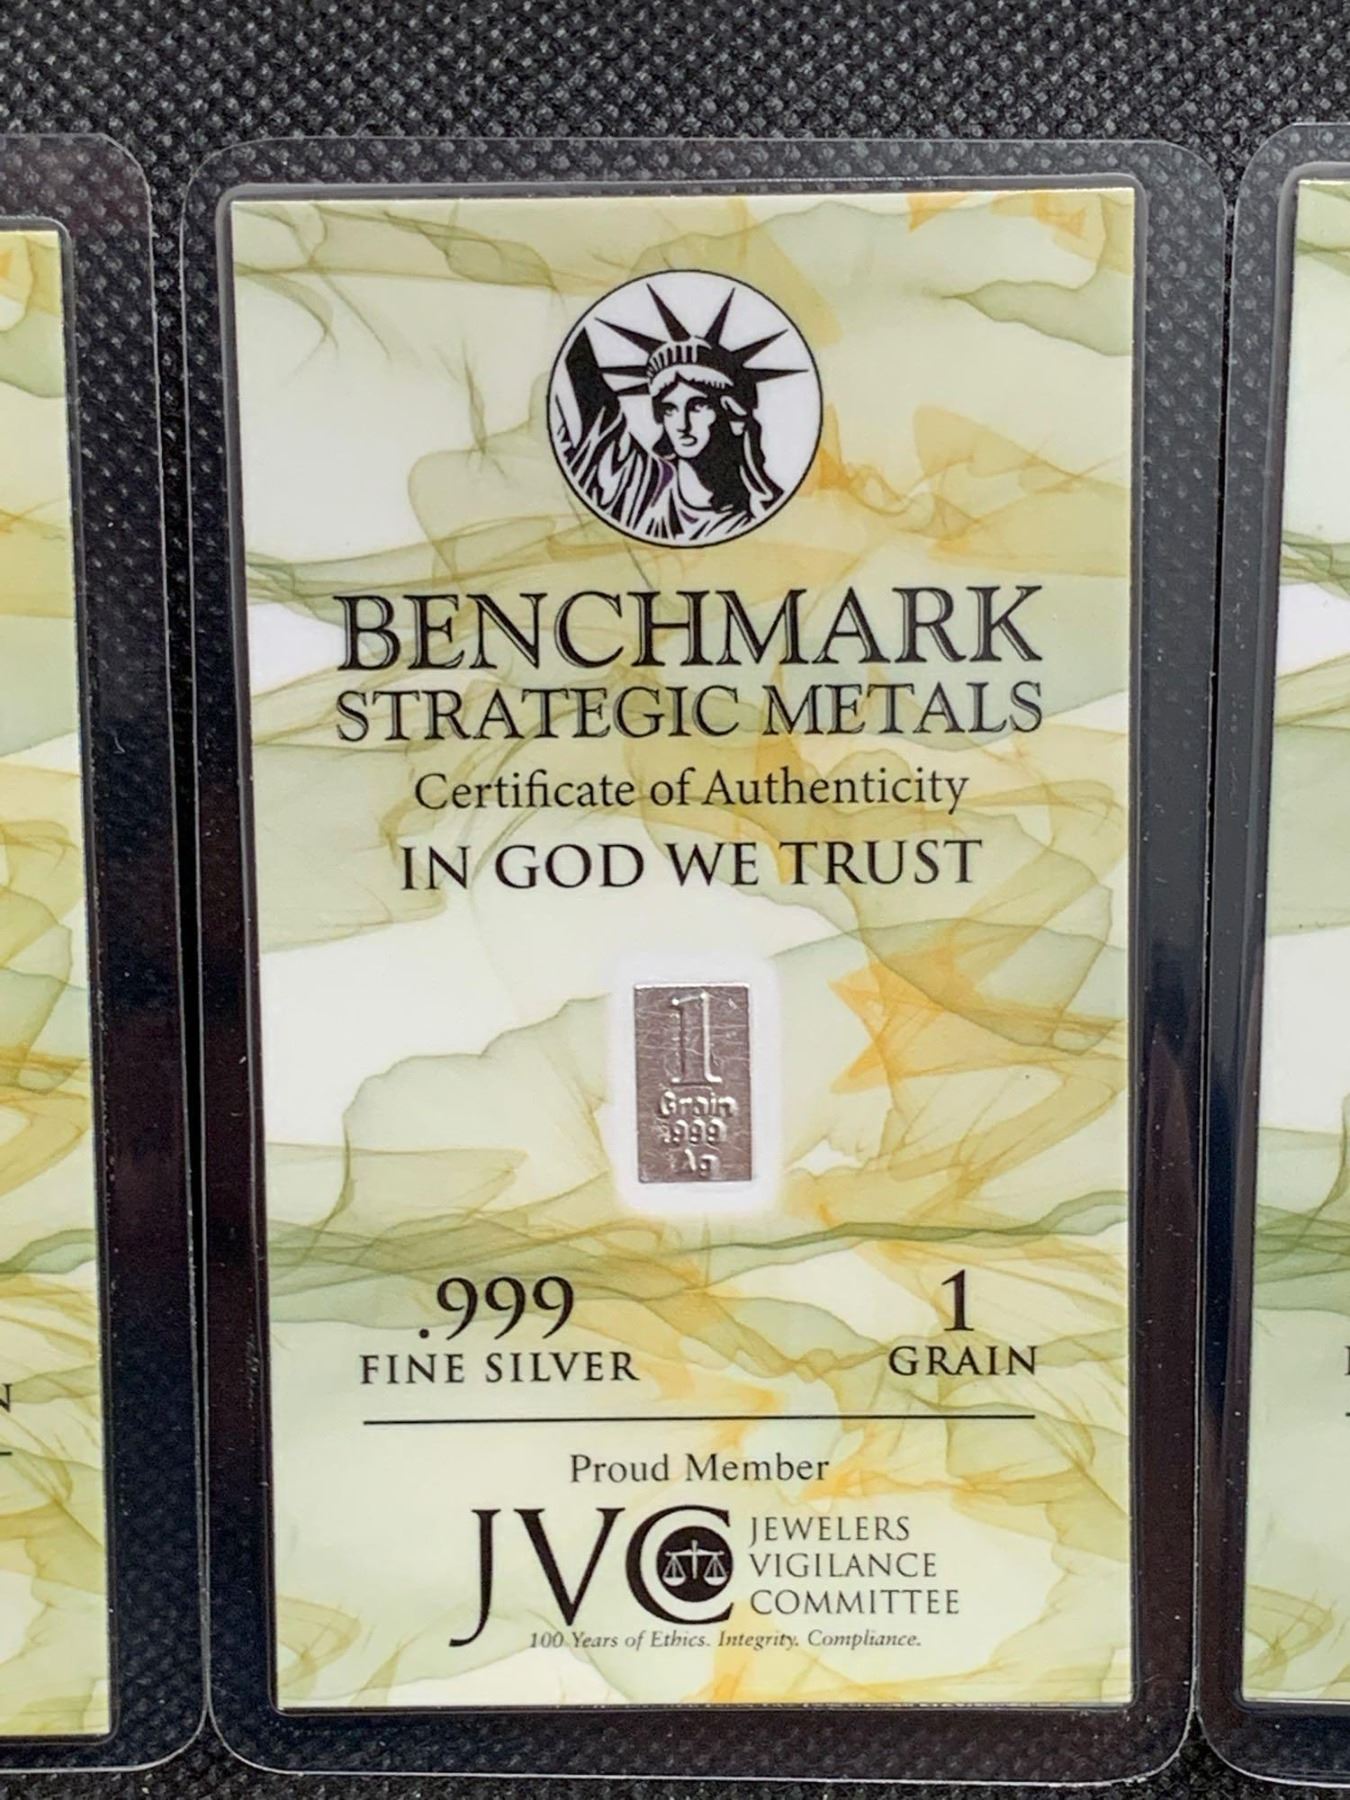 BENCHMARK
STRATEGIC METALS
Certificate of Authenticity
IN GOD WE TRUST
1
Grain
.999
Ag
.999
FINE SILVER
1
GRAIN
Proud Member
JVC
JEWELERS
VIGILANCE
COMMITTEE
100 Years of Ethics. Integrity. Compliance.